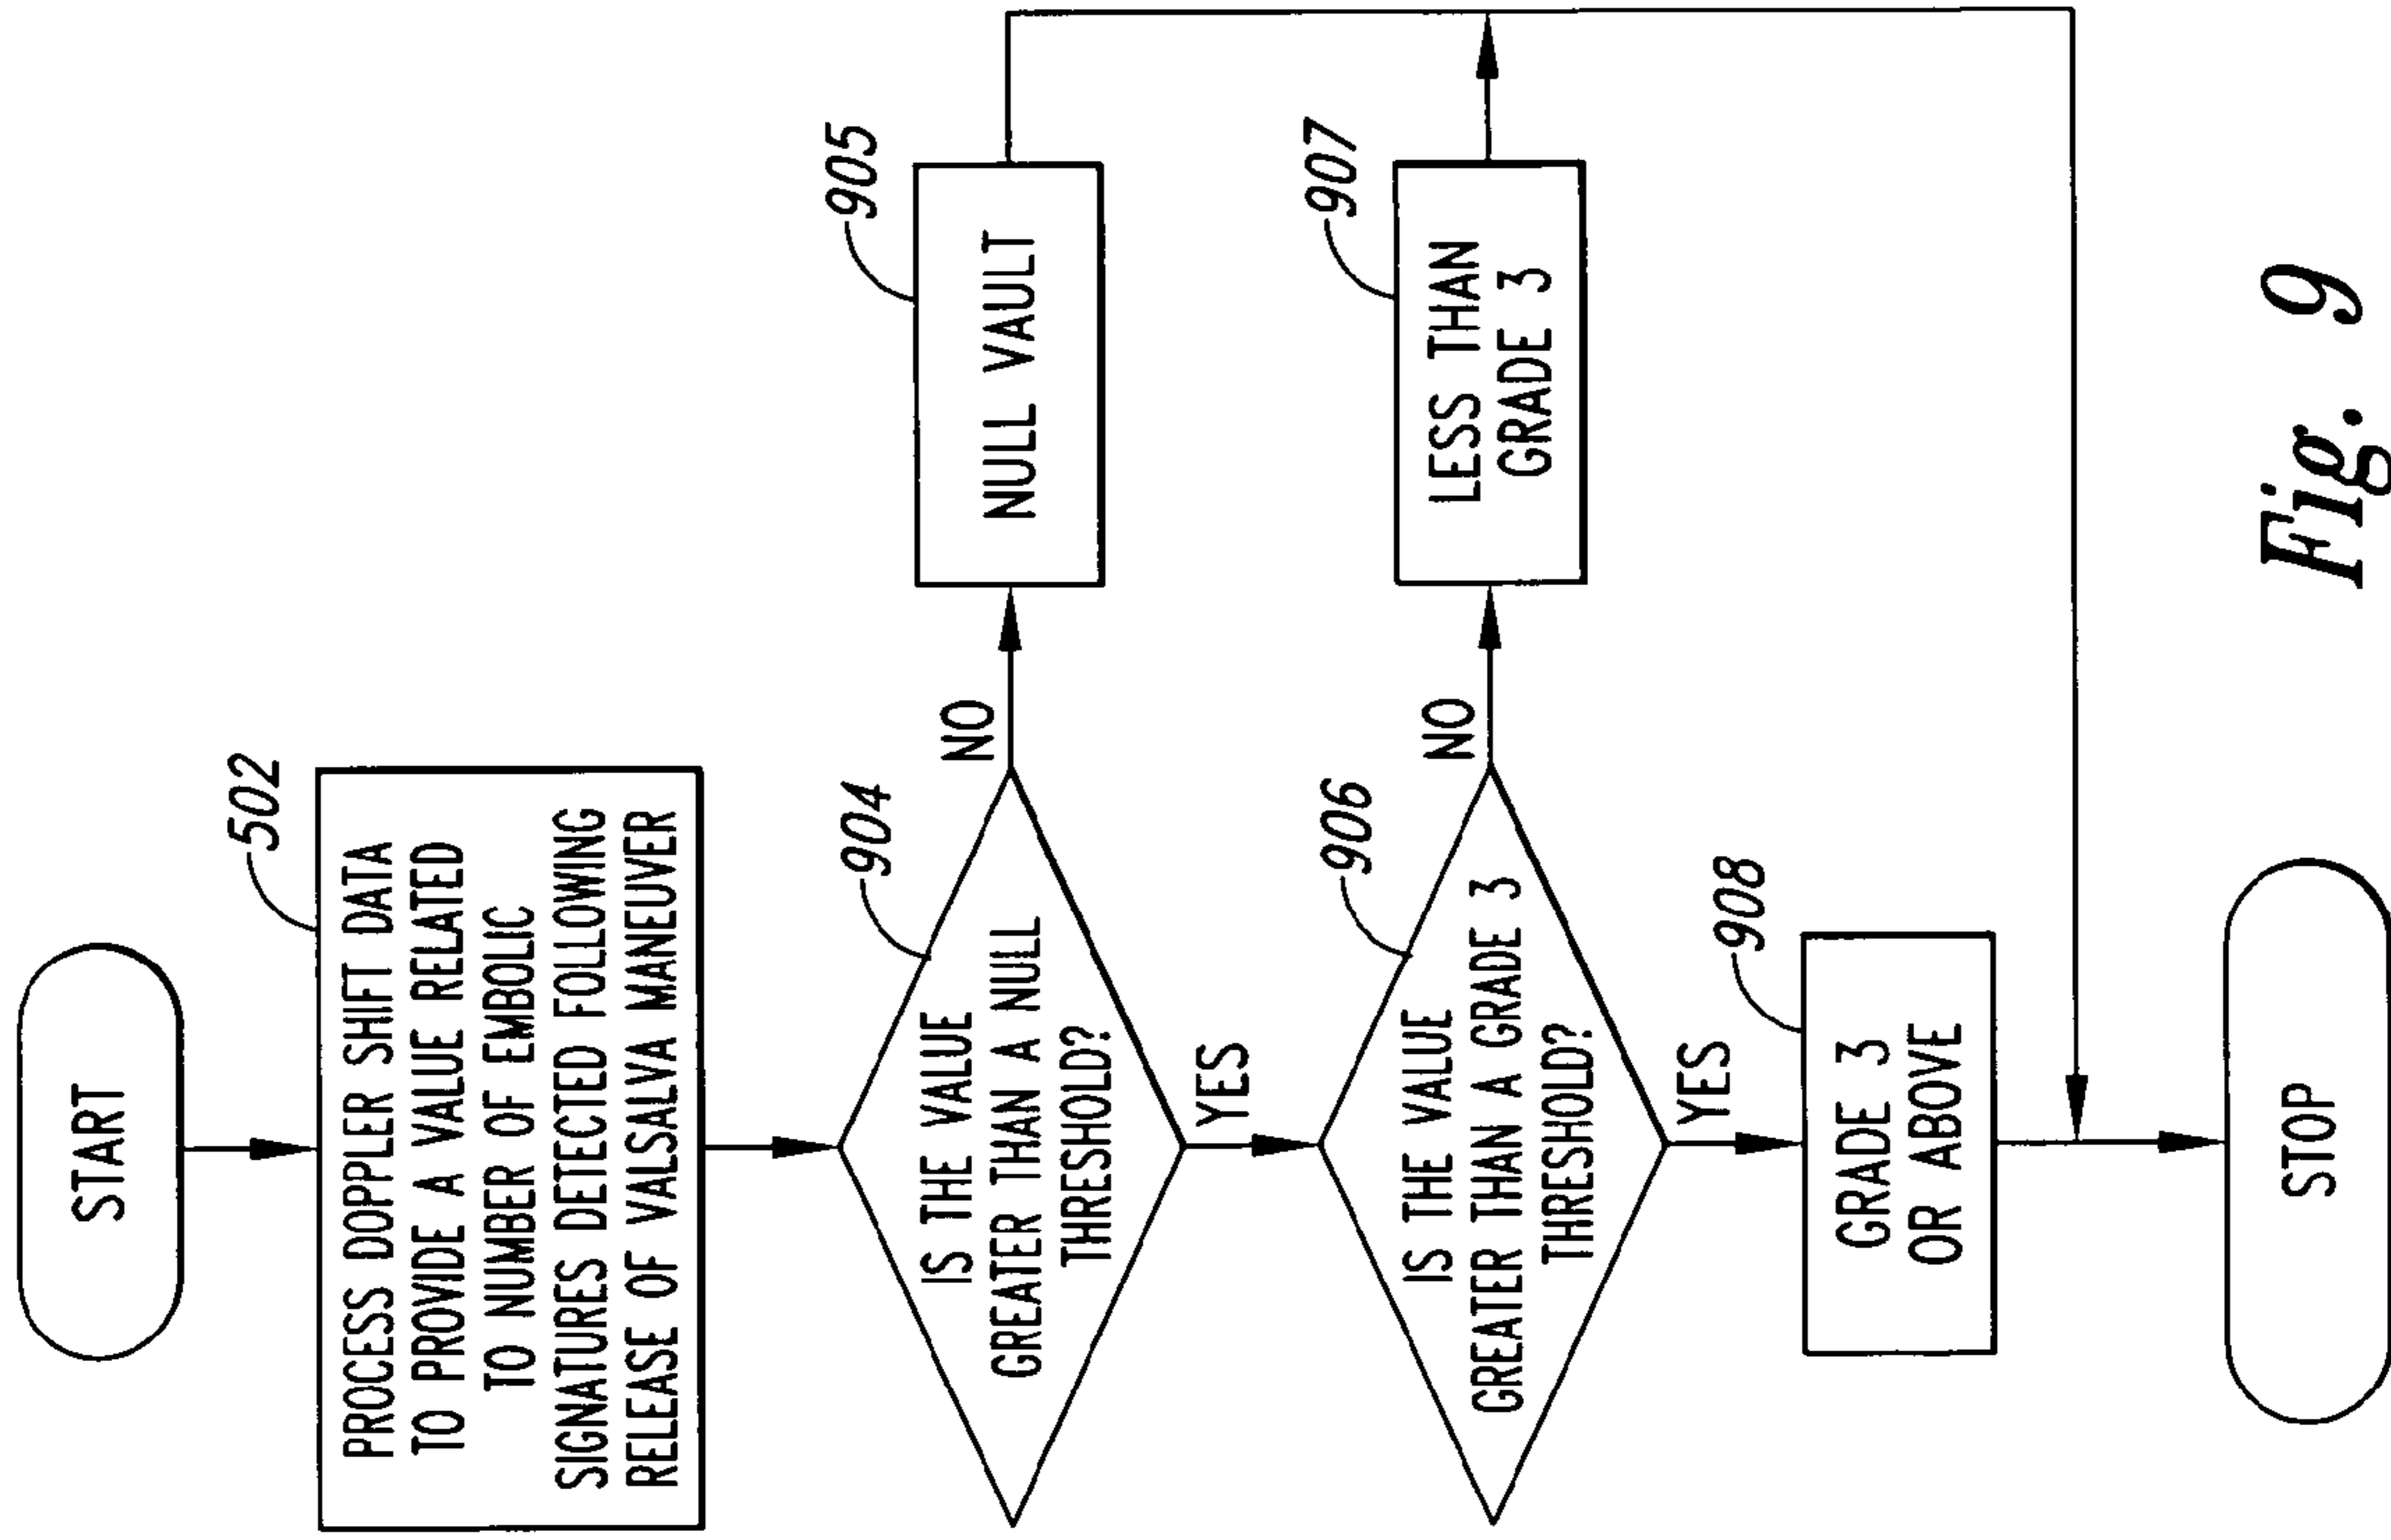 START
502
PROCESS DOPPLER SHIFT DATA
TO PROVIDE A VALUE RELATED
TO NUMBER OF EMBOLIC
SIGNATURES DETECTED FOLLOWING
RELEASE OF VALSALVA MANEUVER
904
IS THE VALUE
GREATER THAN A NULL
THRESHOLD?
NO
905
NULL VAULT
YES
906
IS THE VALUE
GREATER THAN A GRADE 3
THRESHOLD?
NO
907
LESS THAN
GRADE 3
YES
908
GRADE 3
OR ABOVE
STOP
Fig. 9